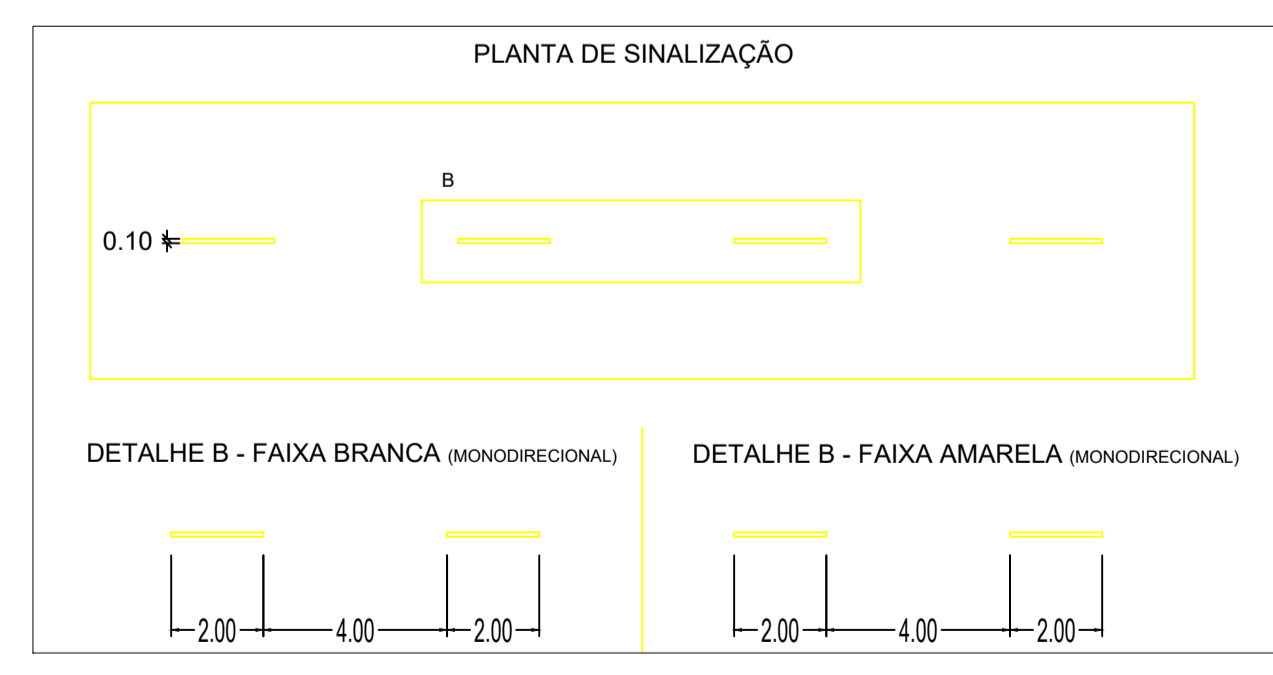 PLANTA DE SINALIZAÇÃO
B
0.10
DETALHE B - FAIXA BRANCA (MONODIRECIONAL)
DETALHE B - FAIXA AMARELA (MONODIRECIONAL)
2.00 4.00 2.00
2.00 4.00 2.00